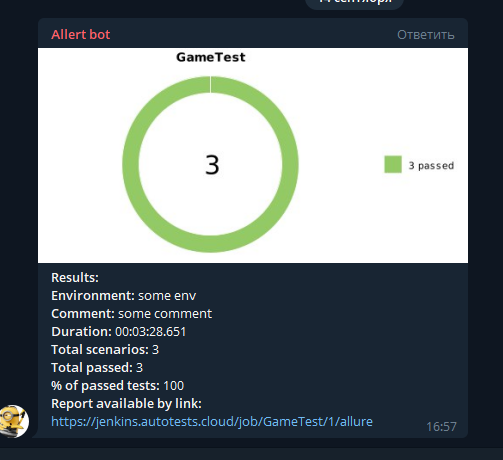 14 сентября
Allert bot
Ответить
GameTest
3
3 passed
Results:
Environment: some env
Comment: some comment
Duration: 00:03:28.651
Total scenarios: 3
Total passed: 3
% of passed tests: 100
Report available by link:
https://jenkins.autotests.cloud/job/GameTest/1/allure
16:57